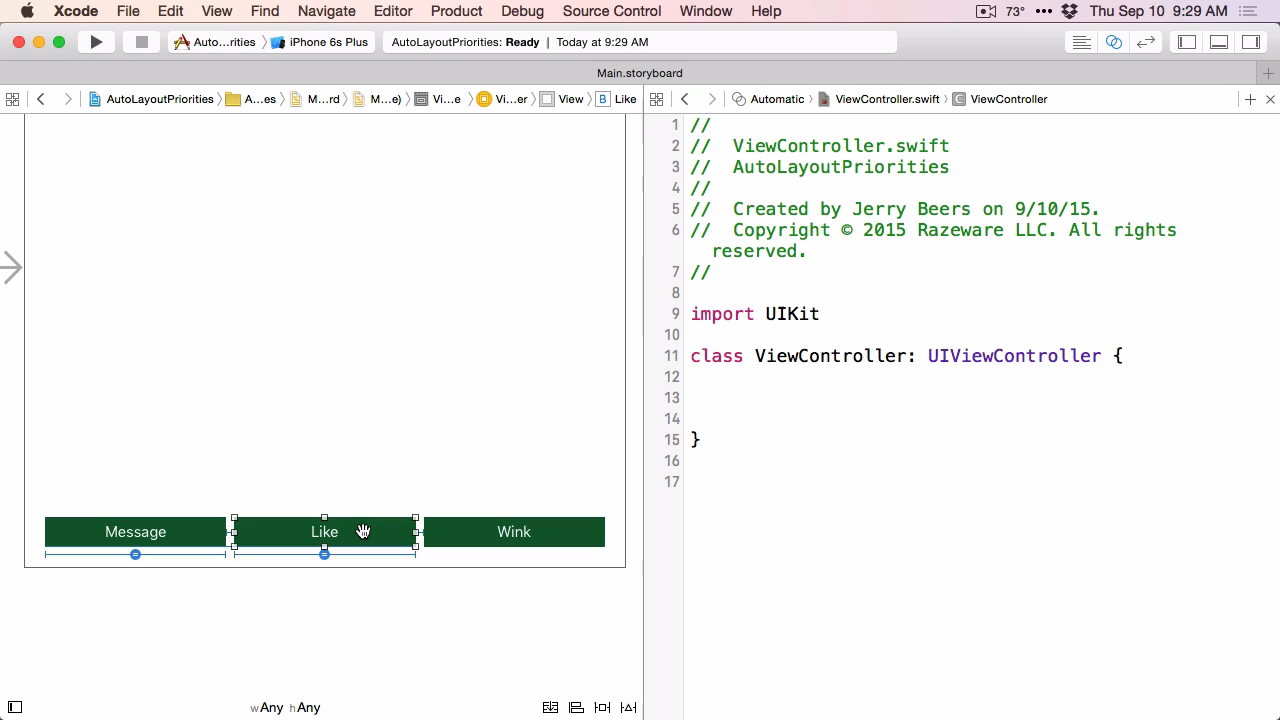 Xcode File Edit View Find Navigate Editor Product Debug Source Control Window Help 73° ••• Thu Sep 10 9:29 AM
Auto...rities iPhone 6s Plus AutoLayoutPriorities: Ready | Today at 9:29 AM
Main.storyboard
AutoLayoutPriorities A...es M...rd M...e) Vi...e Vi...er View B Like Automatic ViewController.swift C ViewController
1 //
2 // ViewController.swift
3 // AutoLayoutPriorities
4 //
5 // Created by Jerry Beers on 9/10/15.
6 // Copyright © 2015 Razeware LLC. All rights
reserved.
7 //
8
9 import UIKit
10
11 class ViewController: UIViewController {
12
13
14
15 }
16
17
Message Like Wink
wAny hAny